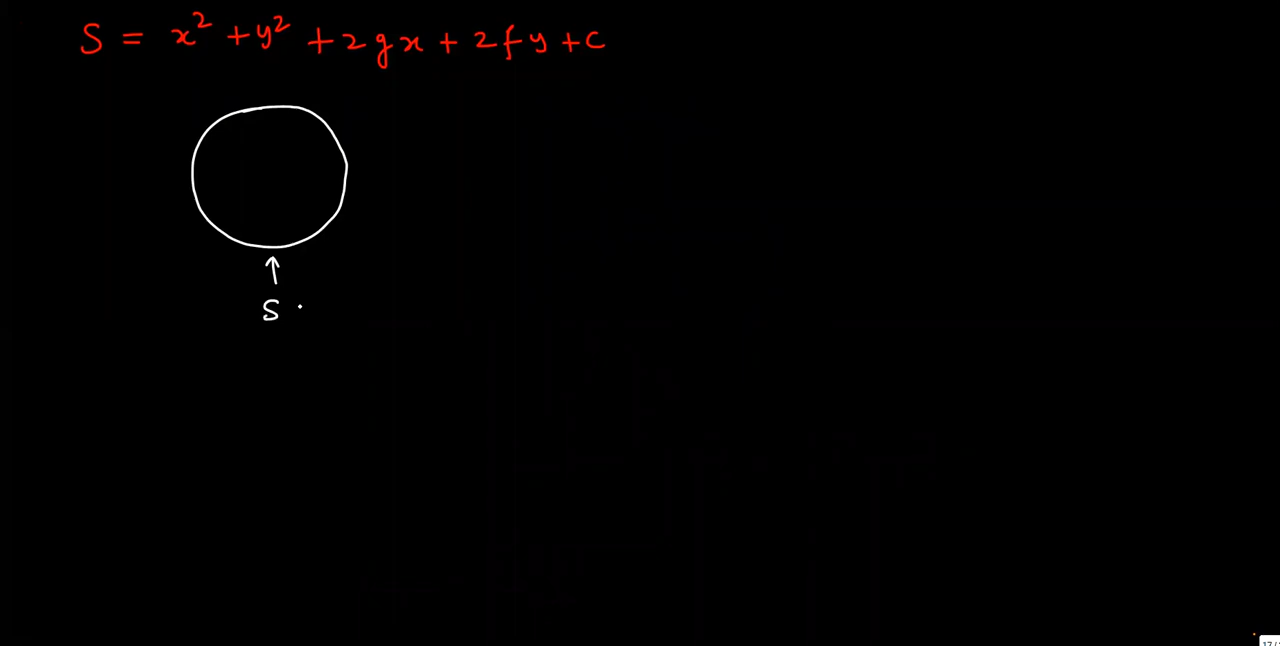 S = x² + y² + 2gx + 2fy + c
S